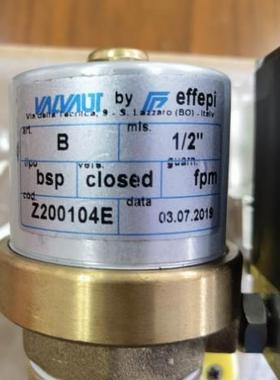 VALVAUT by effepi
Via della Tecnica, 9 - S. Lazzaro (BO) - Italy
art. mis.
B 1/2"
tipo vers. guarn.
bsp closed fpm
cod. data
Z200104E 03.07.2019